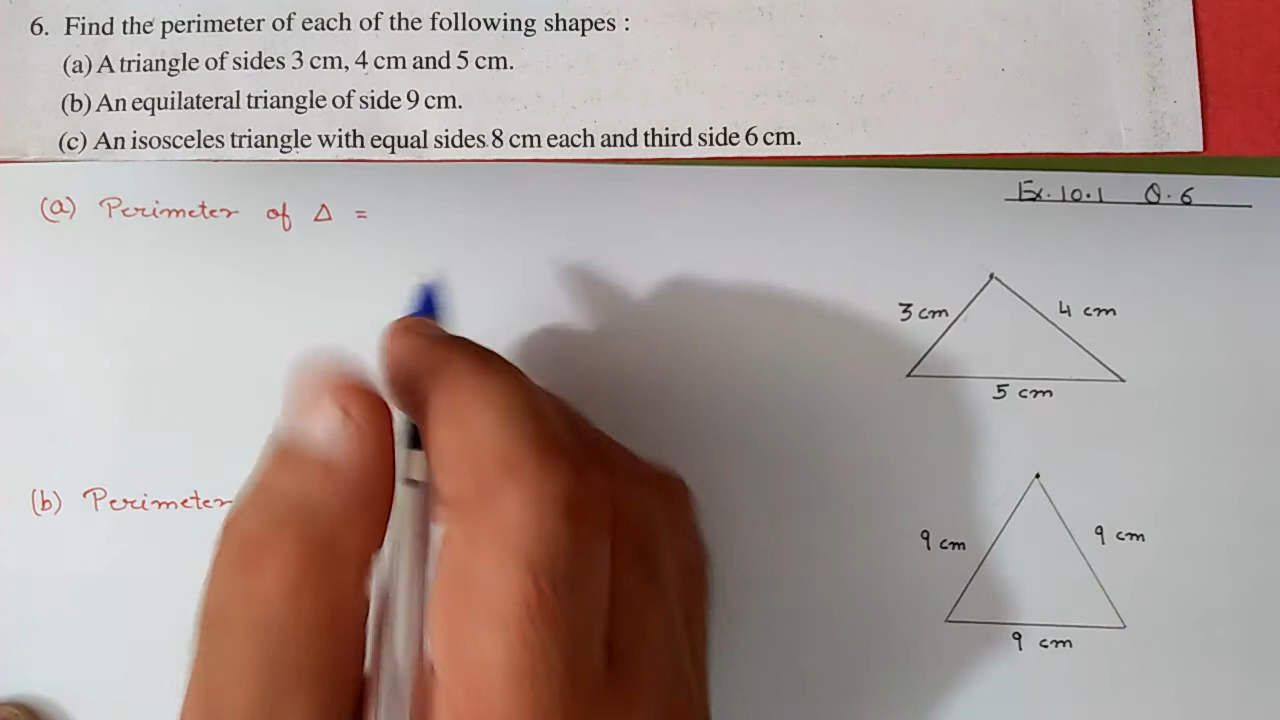 6. Find the perimeter of each of the following shapes :
(a) A triangle of sides 3 cm, 4 cm and 5 cm.
(b) An equilateral triangle of side 9 cm.
(c) An isosceles triangle with equal sides 8 cm each and third side 6 cm.
Ex. 10.1 Q. 6
(a) Perimeter of Δ =
3 cm
4 cm
5 cm
(b) Perimeter
9 cm
9 cm
9 cm